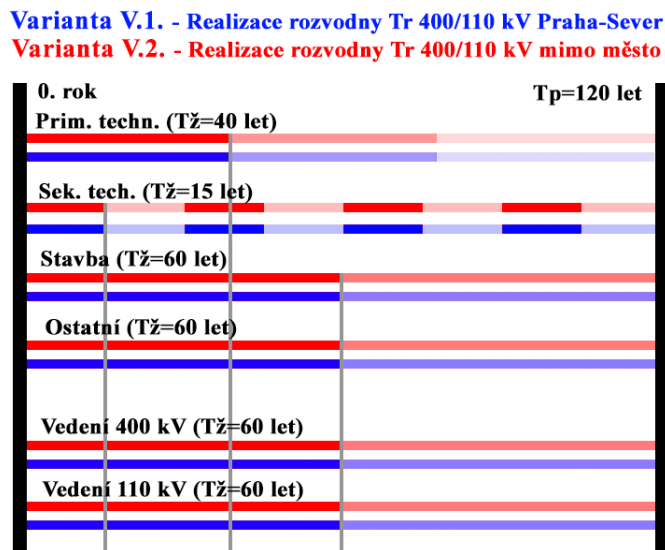 Varianta V.1. - Realizace rozvodny Tr 400/110 kV Praha-Sever
Varianta V.2. - Realizace rozvodny Tr 400/110 kV mimo město
0. rok
Tp=120 let
Prim. techn. (Tž=40 let)
Sek. tech. (Tž=15 let)
Stavba (Tž=60 let)
Ostatní (Tž=60 let)
Vedení 400 kV (Tž=60 let)
Vedení 110 kV (Tž=60 let)